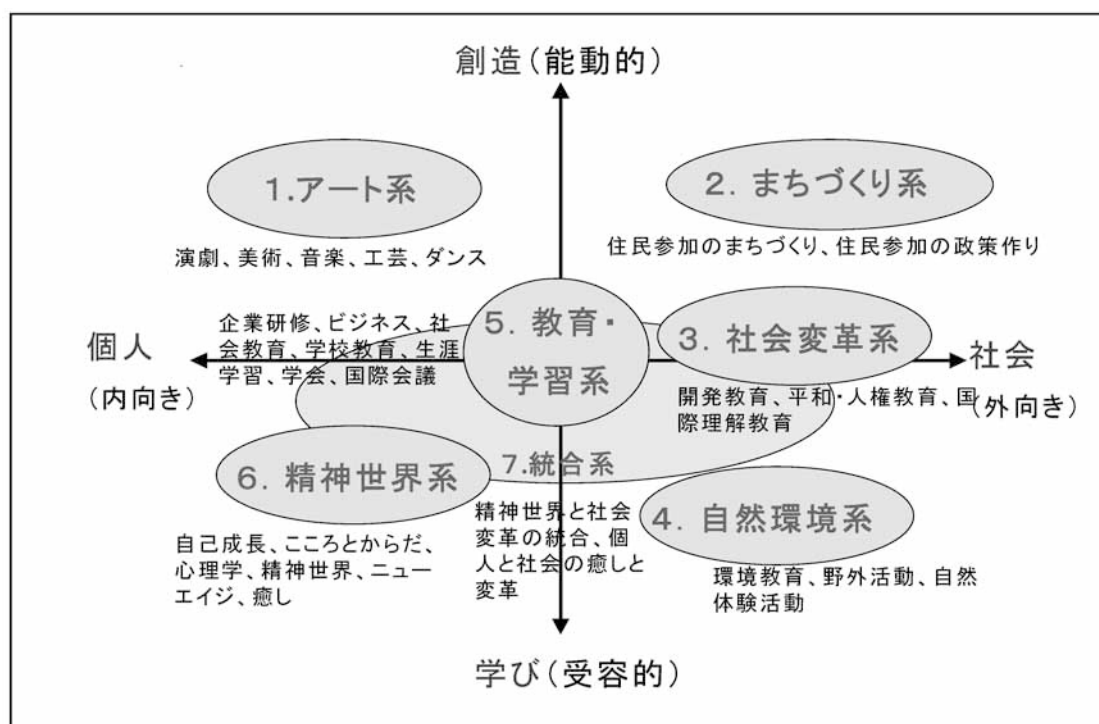 創造(能動的)
1.アート系
2. まちづくり系
演劇、美術、音楽、工芸、ダンス
住民参加のまちづくり、住民参加の政策作り
個人
(内向き)
企業研修、ビジネス、社
会教育、学校教育、生涯
学習、学会、国際会議
5. 教育・
学習系
3. 社会変革系
社会
(外向き)
開発教育、平和・人権教育、国
際理解教育
6. 精神世界系
7.統合系
4. 自然環境系
自己成長、こころとからだ、
心理学、精神世界、ニュー
エイジ、癒し
精神世界と社会
変革の統合、個
人と社会の癒しと
変革
環境教育、野外活動、自然
体験活動
学び(受容的)